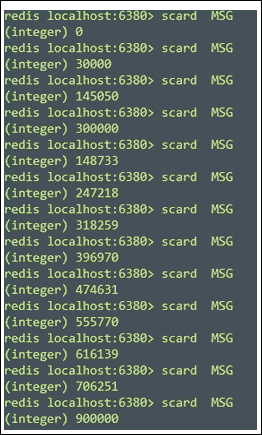 redis localhost:6380> scard  MSG
(integer) 0
redis localhost:6380> scard  MSG
(integer) 30000
redis localhost:6380> scard  MSG
(integer) 145050
redis localhost:6380> scard  MSG
(integer) 300000
redis localhost:6380> scard  MSG
(integer) 148733
redis localhost:6380> scard  MSG
(integer) 247218
redis localhost:6380> scard  MSG
(integer) 318259
redis localhost:6380> scard  MSG
(integer) 396970
redis localhost:6380> scard  MSG
(integer) 474631
redis localhost:6380> scard  MSG
(integer) 555770
redis localhost:6380> scard  MSG
(integer) 616139
redis localhost:6380> scard  MSG
(integer) 706251
redis localhost:6380> scard  MSG
(integer) 900000